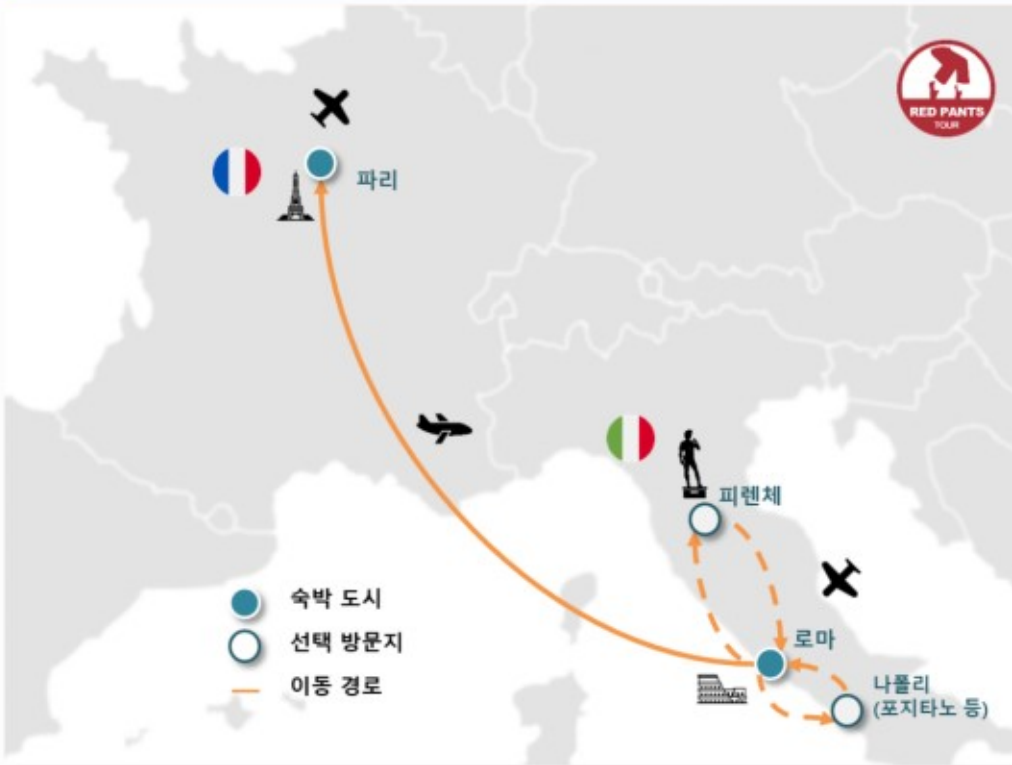 RED PANTS
TOUR
파리
피렌체
숙박 도시
선택 방문지
이동 경로
로마
나폴리
(포지타노 등)